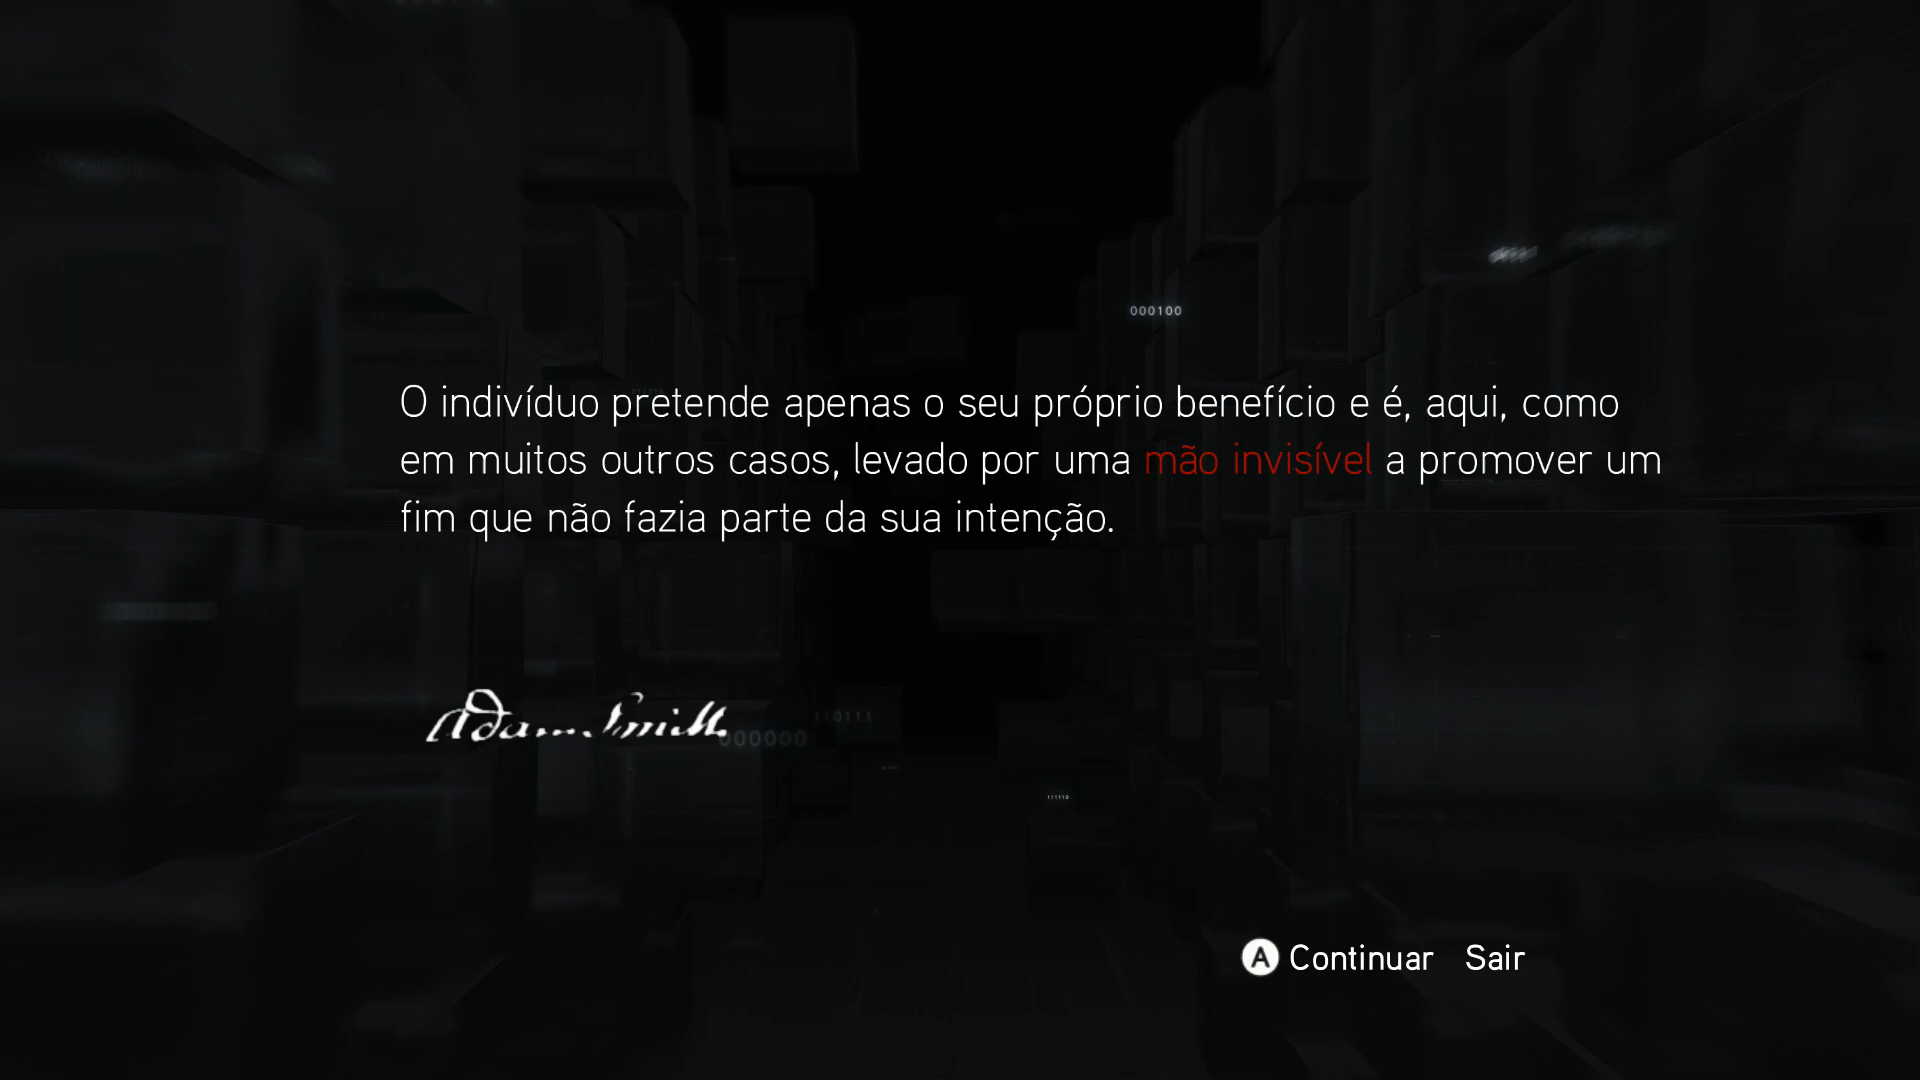 000100
O indivíduo pretende apenas o seu próprio benefício e é, aqui, como
em muitos outros casos, levado por uma mão invisível a promover um
fim que não fazia parte da sua intenção.
110111
Adam Smith
000000
111110
A Continuar Sair